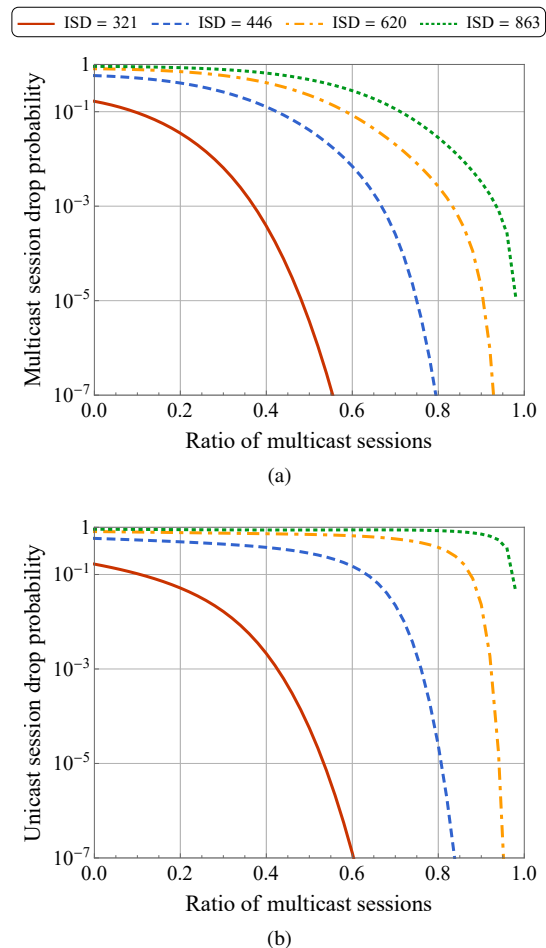 ISD = 321 ISD = 446 ISD = 620 ISD = 863
1
10⁻¹
10⁻³
10⁻⁵
10⁻⁷
Multicast session drop probability
0.0 0.2 0.4 0.6 0.8 1.0
Ratio of multicast sessions
(a)
1
10⁻¹
10⁻³
10⁻⁵
10⁻⁷
Unicast session drop probability
0.0 0.2 0.4 0.6 0.8 1.0
Ratio of multicast sessions
(b)